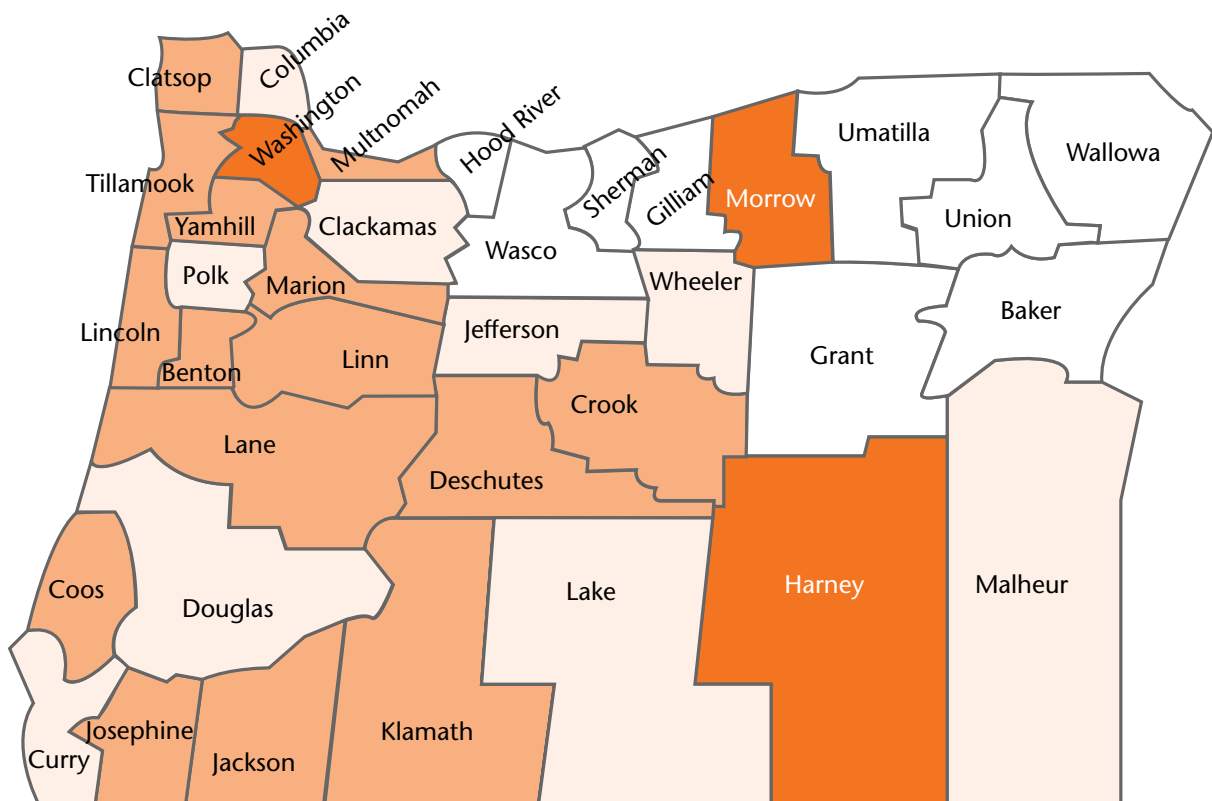 Columbia
Clatsop
Washington
Multnomah
Hood River
Umatilla
Wallowa
Tillamook
Sherman
Gilliam
Morrow
Union
Yamhill
Clackamas
Wasco
Polk
Marion
Wheeler
Baker
Lincoln
Jefferson
Benton
Linn
Grant
Crook
Lane
Deschutes
Coos
Douglas
Lake
Harney
Malheur
Curry
Josephine
Jackson
Klamath